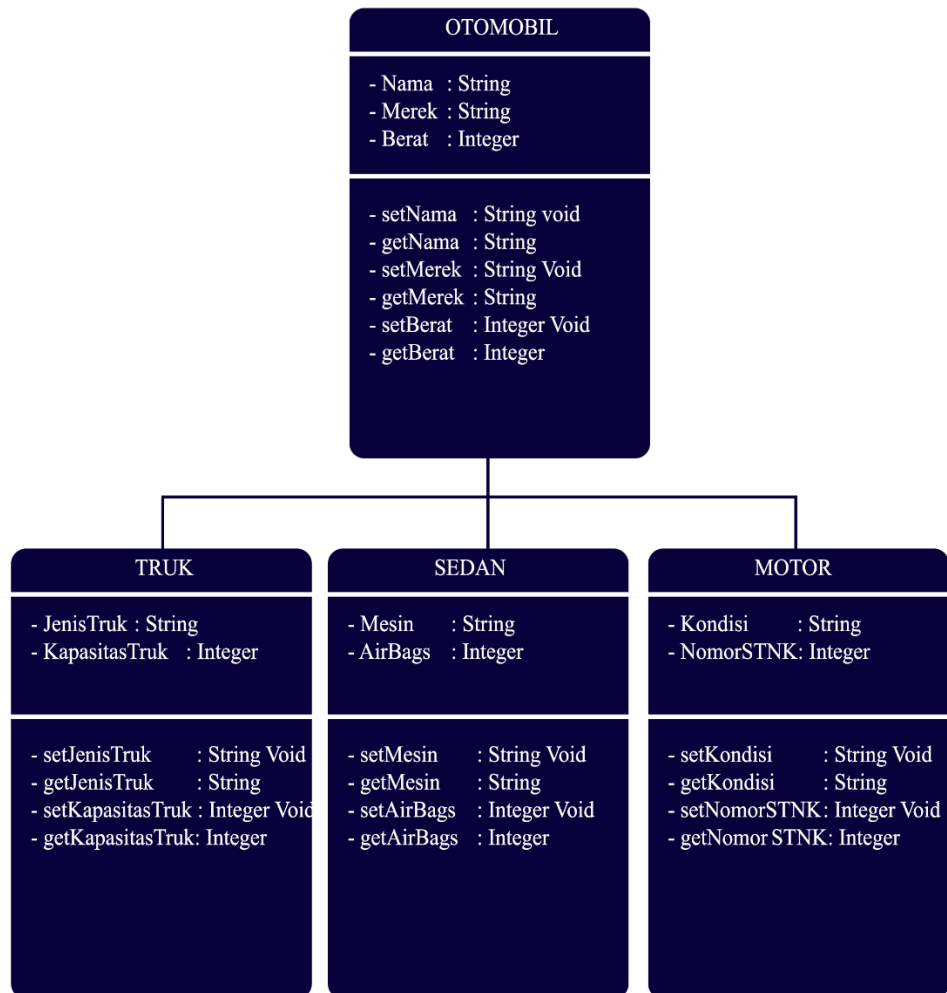 OTOMOBIL
- Nama : String
- Merek : String
- Berat : Integer
- setNama : String void
- getNama : String
- setMerek : String Void
- getMerek : String
- setBerat : Integer Void
- getBerat : Integer
TRUK
- JenisTruk : String
- KapasitasTruk : Integer
- setJenisTruk : String Void
- getJenisTruk : String
- setKapasitasTruk : Integer Void
- getKapasitasTruk: Integer
SEDAN
- Mesin : String
- AirBags : Integer
- setMesin : String Void
- getMesin : String
- setAirBags : Integer Void
- getAirBags : Integer
MOTOR
- Kondisi : String
- NomorSTNK: Integer
- setKondisi : String Void
- getKondisi : String
- setNomorSTNK: Integer Void
- getNomor STNK: Integer